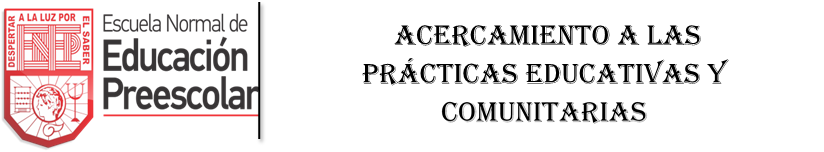 DESPERTAR A LA LUZ POR EL SABER
ENEP
Escuela Normal de
Educación
Preescolar
ACERCAMIENTO A LAS
PRÁCTICAS EDUCATIVAS Y
COMUNITARIAS